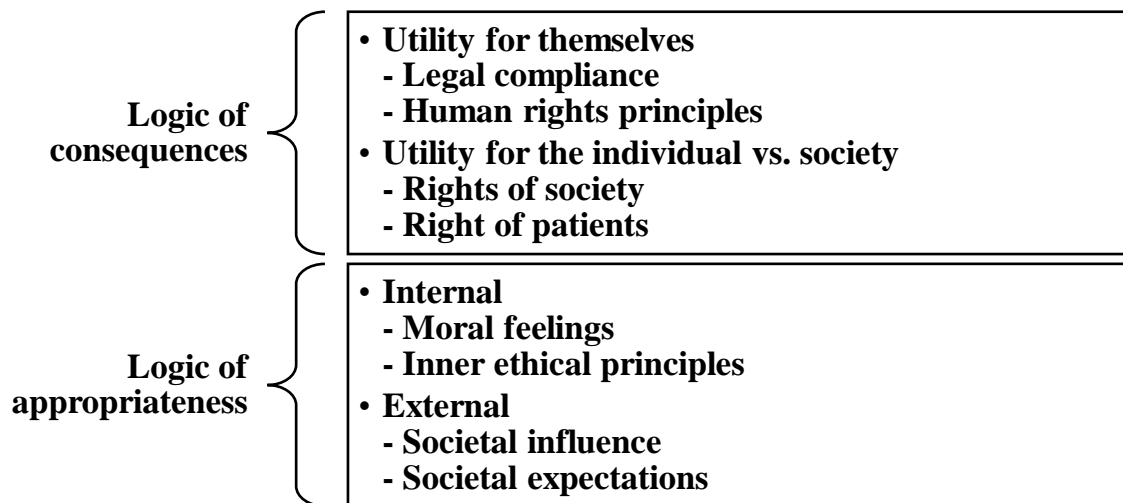 Logic of
consequences
• Utility for themselves
- Legal compliance
- Human rights principles
• Utility for the individual vs. society
- Rights of society
- Right of patients
Logic of
appropriateness
• Internal
- Moral feelings
- Inner ethical principles
• External
- Societal influence
- Societal expectations